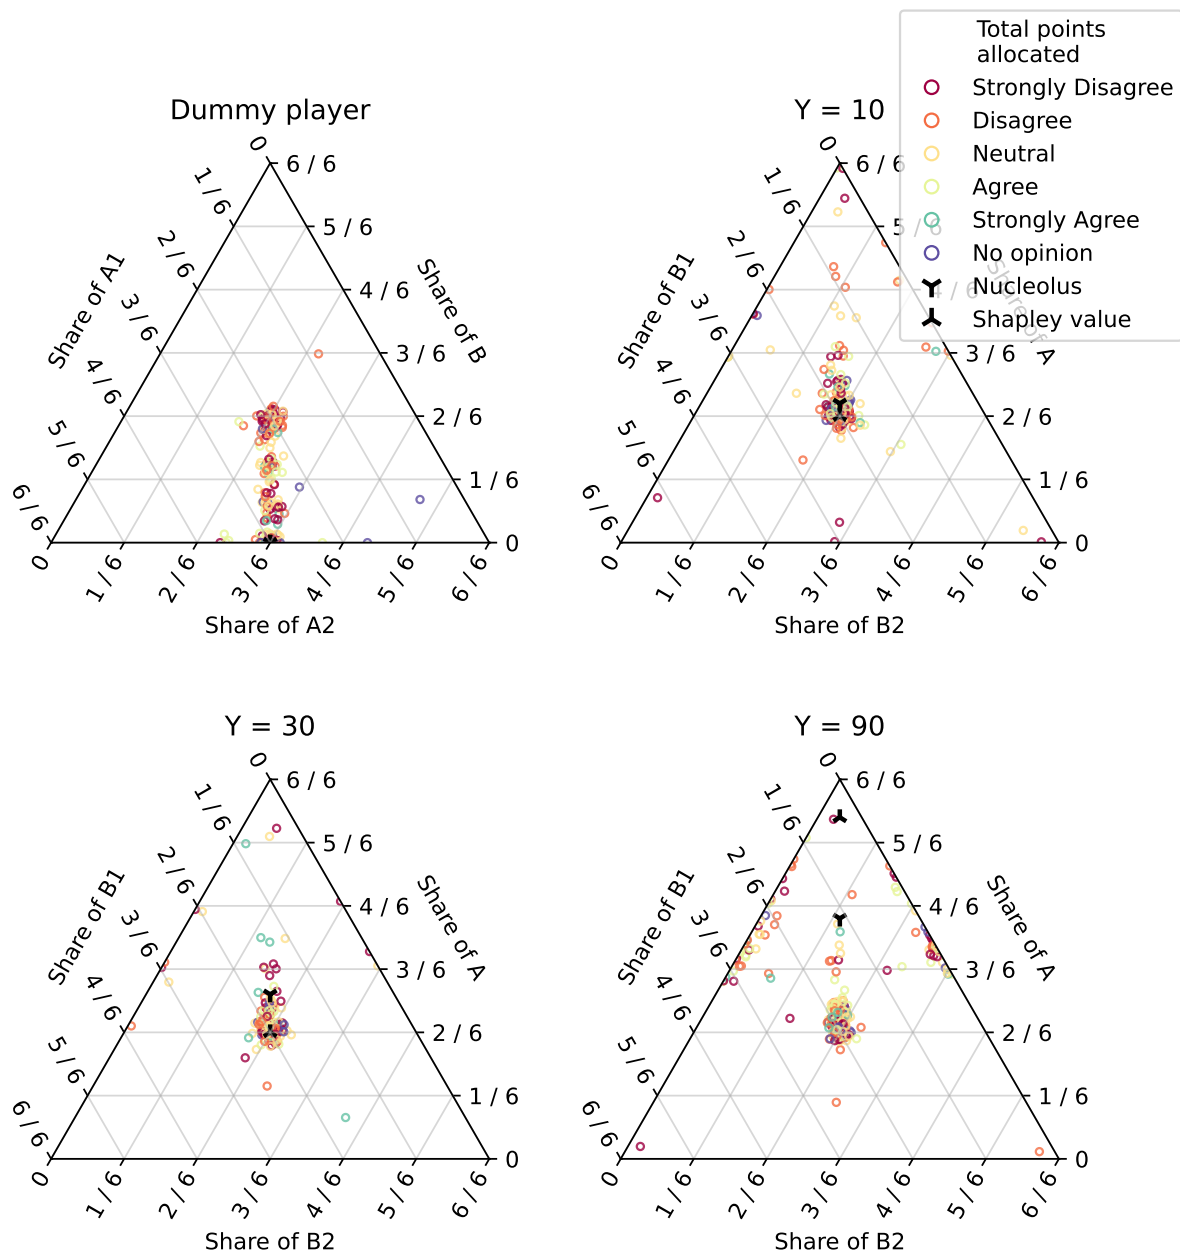 Total points
allocated
Strongly Disagree
Disagree
Neutral
Agree
Strongly Agree
No opinion
Nucleolus
Shapley value
Dummy player
0
1 / 6
2 / 6
3 / 6
4 / 6
5 / 6
6 / 6
Share of A1
6 / 6
5 / 6
4 / 6
3 / 6
2 / 6
1 / 6
0
Share of B
0
1 / 6
2 / 6
3 / 6
4 / 6
5 / 6
6 / 6
Share of A2
Y = 10
0
1 / 6
2 / 6
3 / 6
4 / 6
5 / 6
6 / 6
Share of B1
6 / 6
5 / 6
4 / 6
3 / 6
2 / 6
1 / 6
0
Share of A
0
1 / 6
2 / 6
3 / 6
4 / 6
5 / 6
6 / 6
Share of B2
Y = 30
0
1 / 6
2 / 6
3 / 6
4 / 6
5 / 6
6 / 6
Share of B1
6 / 6
5 / 6
4 / 6
3 / 6
2 / 6
1 / 6
0
Share of A
0
1 / 6
2 / 6
3 / 6
4 / 6
5 / 6
6 / 6
Share of B2
Y = 90
0
1 / 6
2 / 6
3 / 6
4 / 6
5 / 6
6 / 6
Share of B1
6 / 6
5 / 6
4 / 6
3 / 6
2 / 6
1 / 6
0
Share of A
0
1 / 6
2 / 6
3 / 6
4 / 6
5 / 6
6 / 6
Share of B2